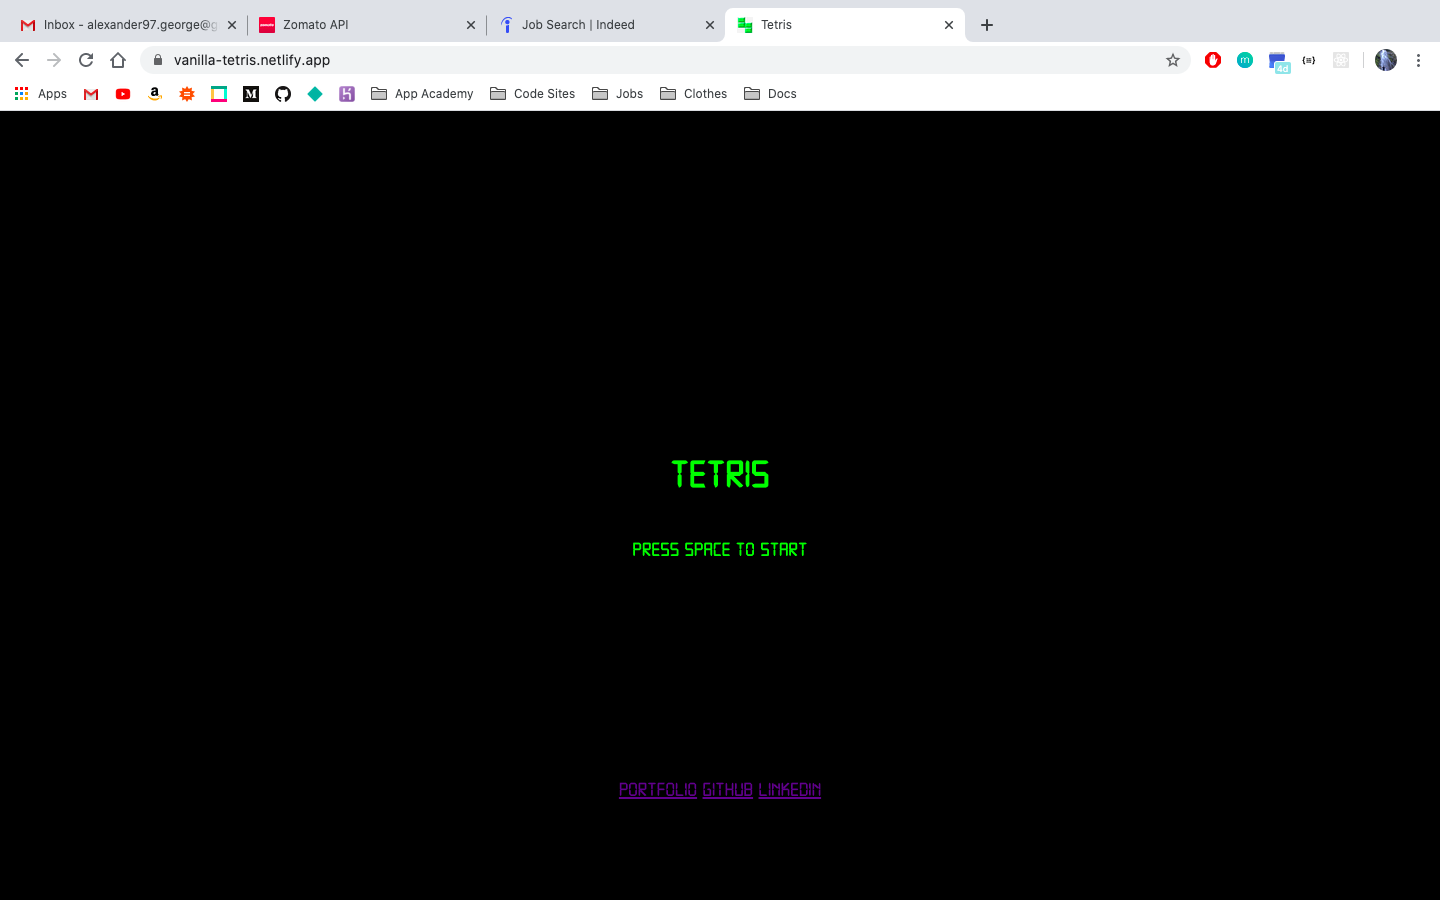 Inbox - alexander97.george@g
Zomato API
Job Search | Indeed
Tetris
vanilla-tetris.netlify.app
4d
Apps
App Academy
Code Sites
Jobs
Clothes
Docs
TETRIS
PRESS SPACE TO START
PORTFOLIO GITHUB LINKEDIN